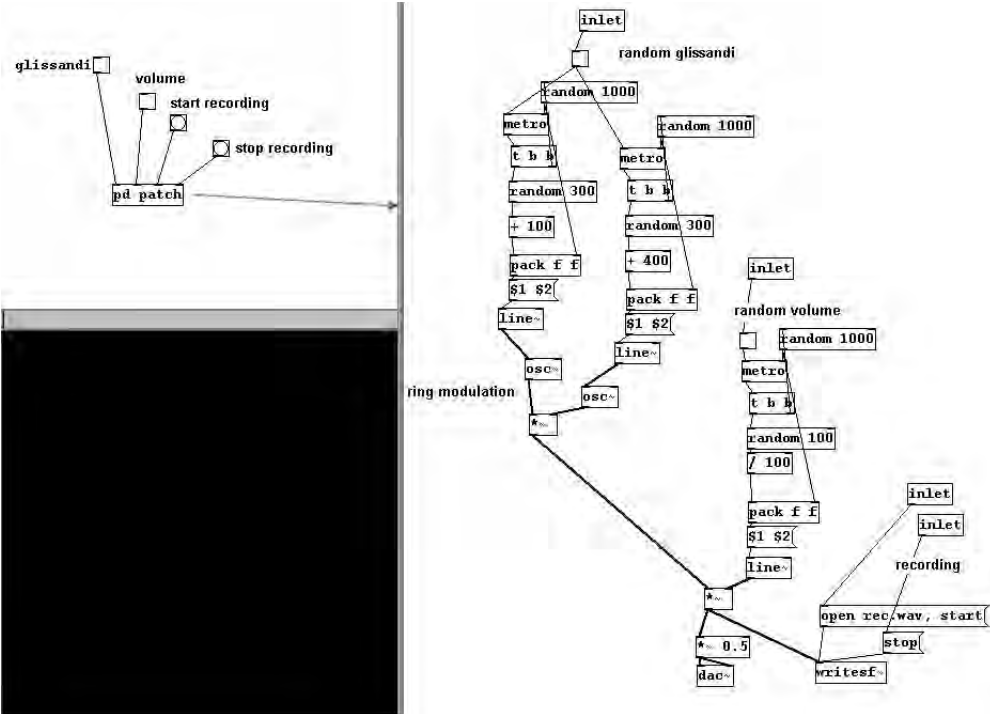 glissandi
volume
start recording
stop recording
pd patch
inlet
random glissandi
random 1000
metro
t b b
random 300
+ 100
pack f f
$1 $2
line~
osc~
random 1000
metro
t b b
random 300
+ 400
pack f f
$1 $2
line~
osc~
ring modulation
*~
inlet
random volume
random 1000
metro
t b b
random 100
/ 100
pack f f
$1 $2
line~
*~
*~ 0.5
dac~
inlet
inlet
recording
open rec.wav, start
stop
writesf~